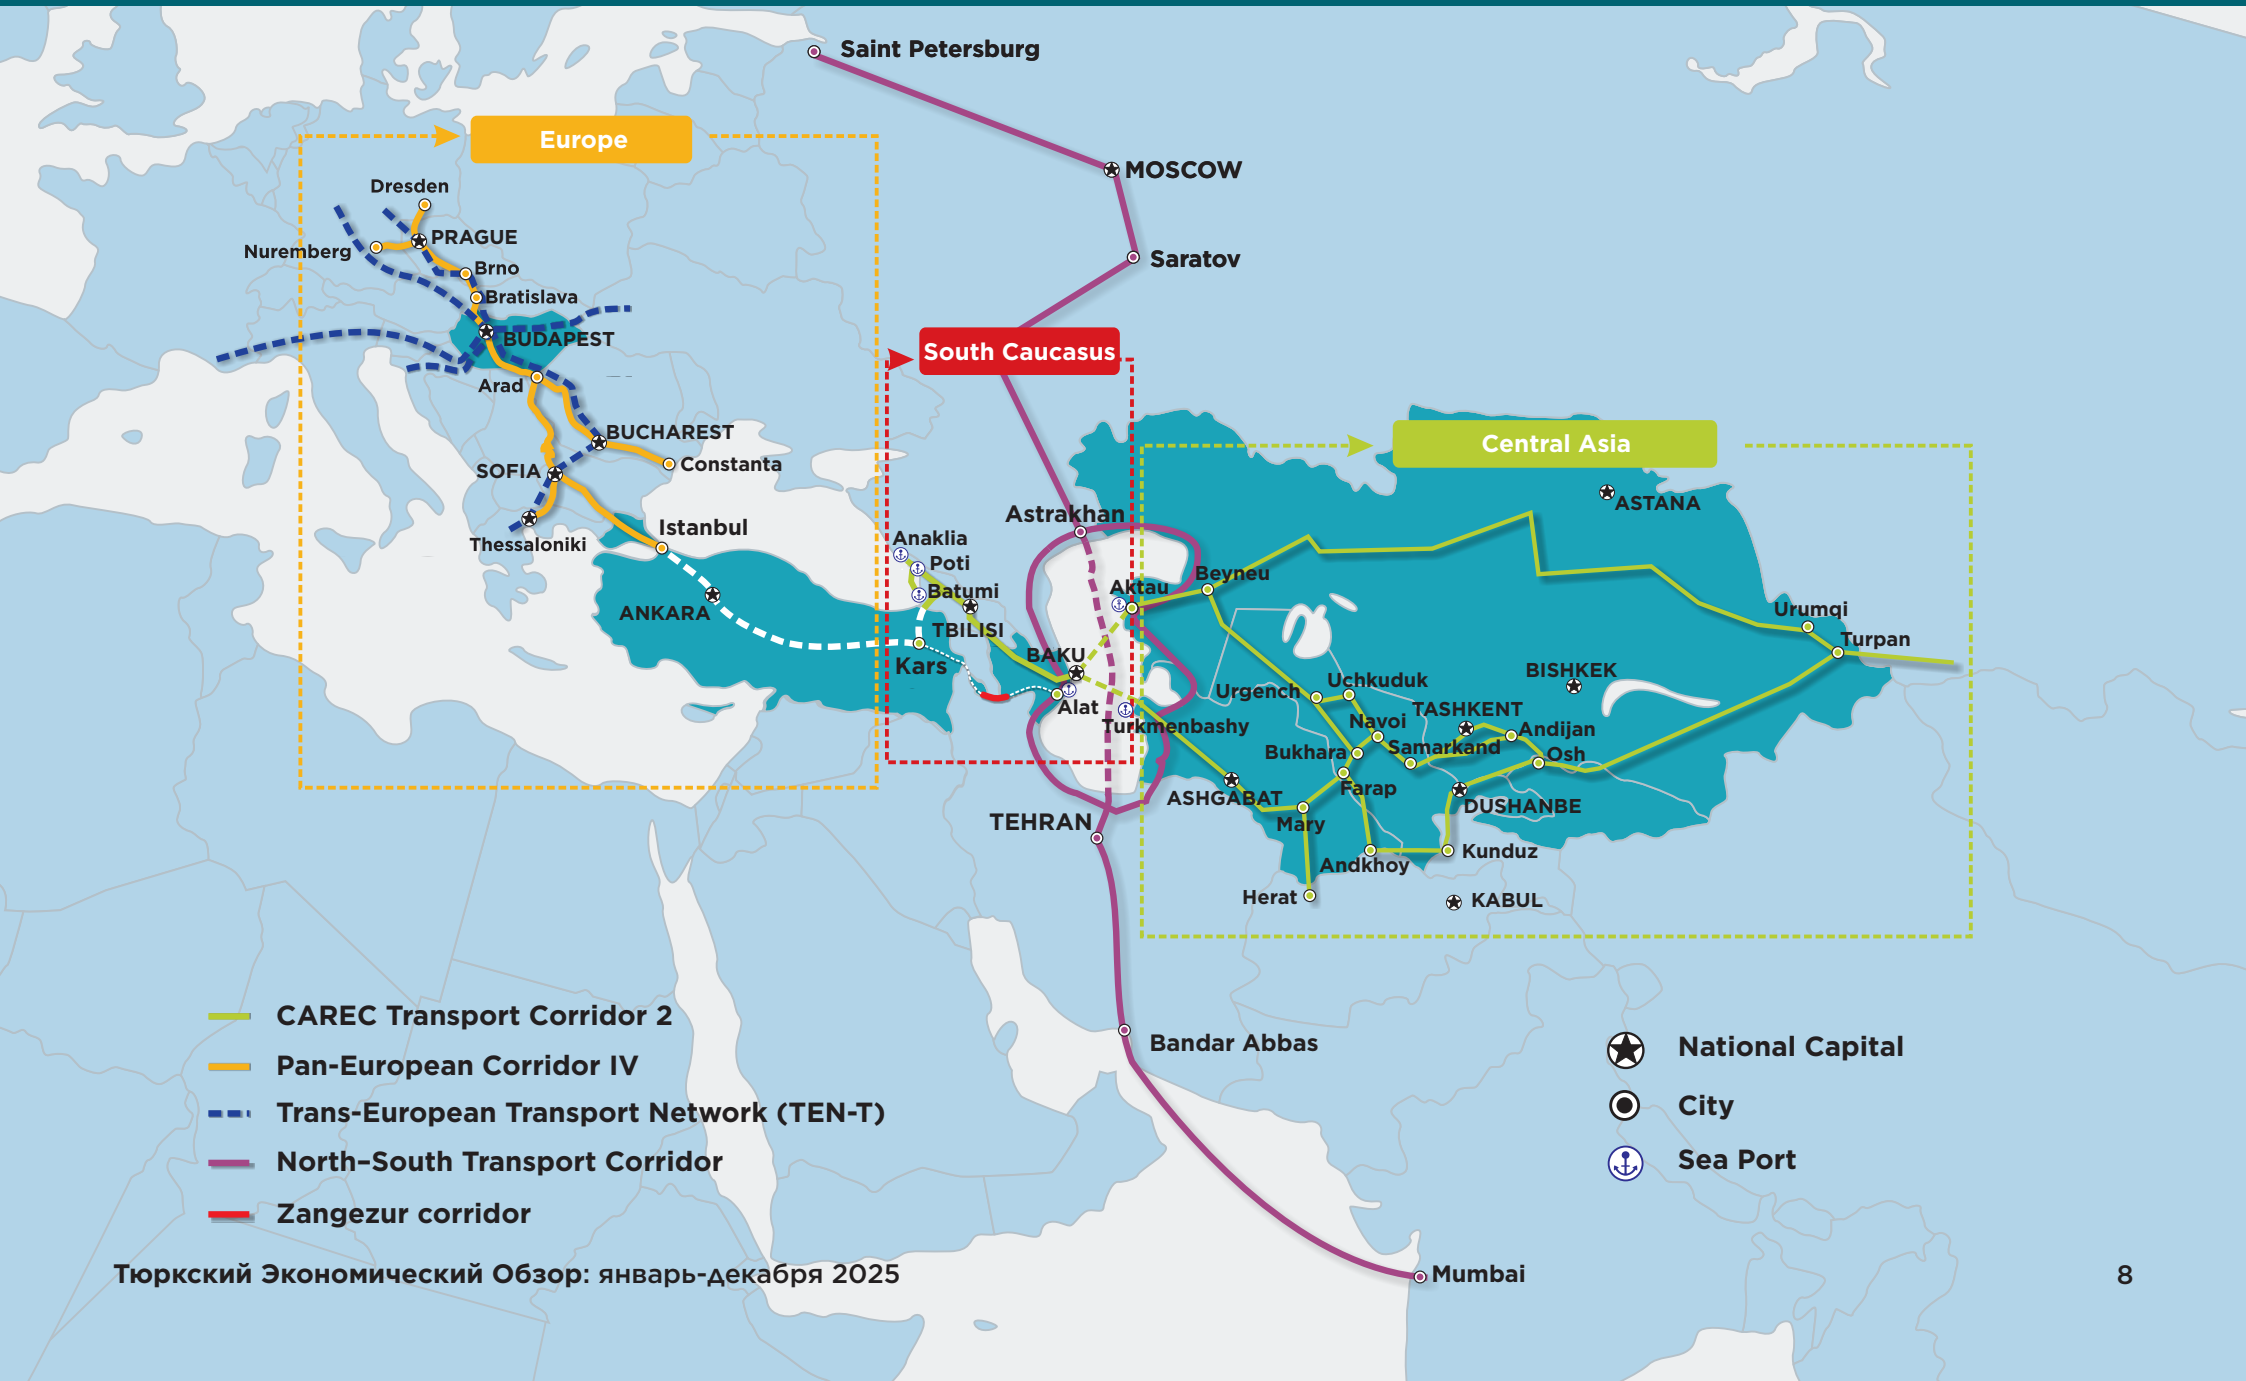 Saint Petersburg
MOSCOW
Saratov
Europe
Dresden
PRAGUE
Nuremberg
Brno
Bratislava
BUDAPEST
Arad
BUCHAREST
Constanta
SOFIA
Thessaloniki
Istanbul
ANKARA
South Caucasus
Astrakhan
Anaklia
Poti
Batumi
TBILISI
Kars
BAKU
Alat
Aktau
Turkmenbashy
Central Asia
ASTANA
Beyneu
Urumqi
Turpan
BISHKEK
Urgench
Uchkuduk
TASHKENT
Navoi
Andijan
Bukhara
Samarkand
Osh
Farap
ASHGABAT
DUSHANBE
Mary
Andkhoy
Kunduz
Herat
KABUL
TEHRAN
Bandar Abbas
Mumbai
CAREC Transport Corridor 2
Pan-European Corridor IV
Trans-European Transport Network (TEN-T)
North–South Transport Corridor
Zangezur corridor
National Capital
City
Sea Port
Тюркский Экономический Обзор: январь-декабря 2025
8